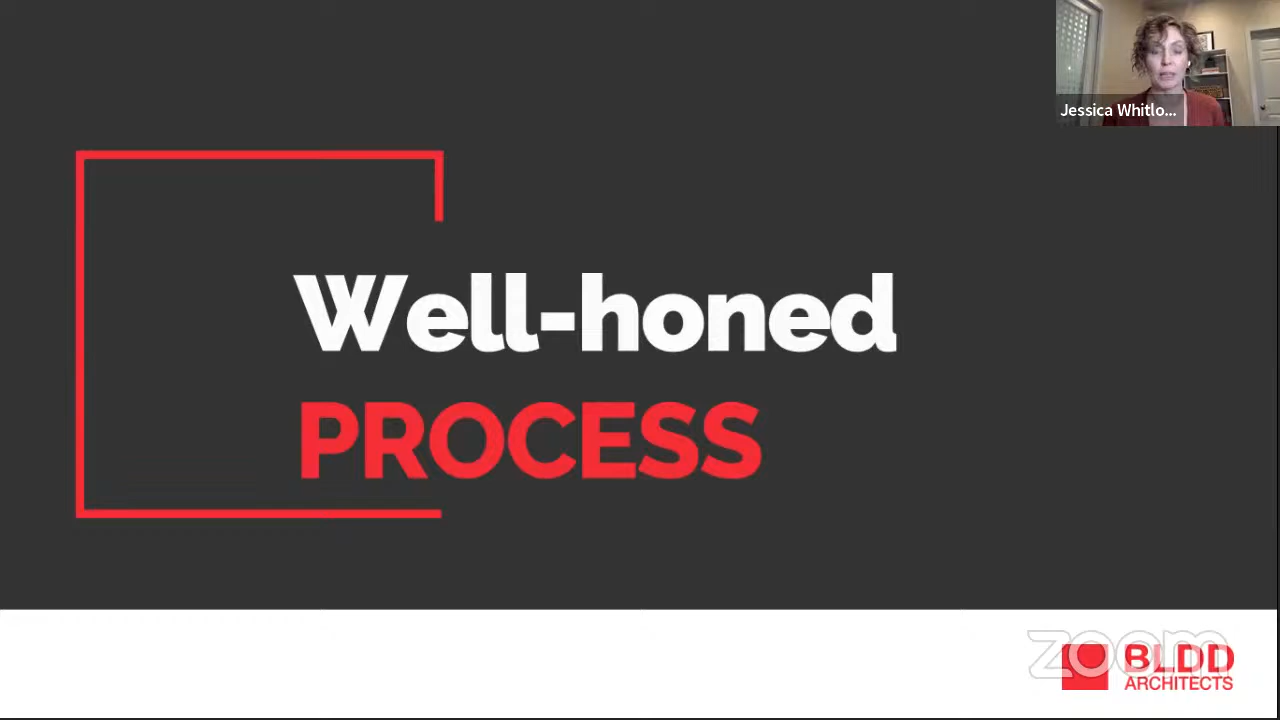 Jessica Whitlo...
Well-honed
PROCESS
zoom
BLDD
ARCHITECTS